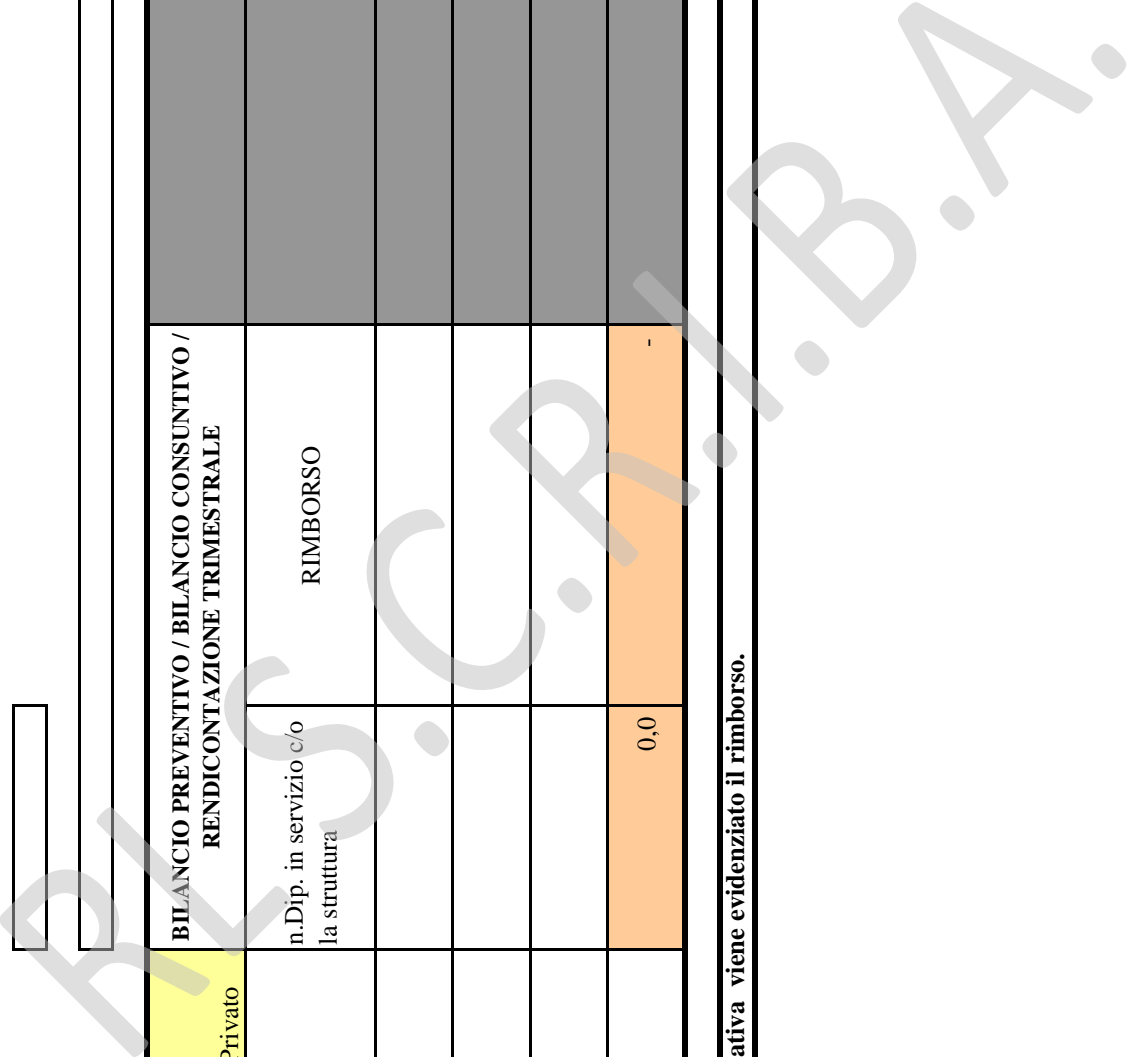 Privato
BILANCIO PREVENTIVO / BILANCIO CONSUNTIVO /
RENDICONTAZIONE TRIMESTRALE
n.Dip. in servizio c/o
la struttura
RIMBORSO
0,0
-
viene evidenziato il rimborso.
RLS.C.R.I.B.A.